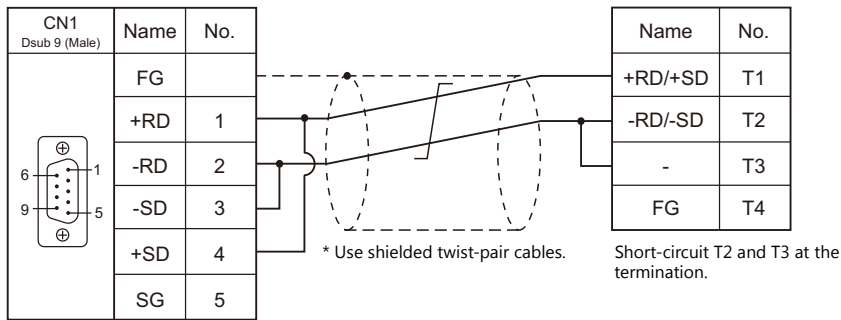 CN1
Dsub 9 (Male)
Name No.
FG
+RD 1
-RD 2
-SD 3
+SD 4
SG 5
6 1
9 5
* Use shielded twist-pair cables.
Name No.
+RD/+SD T1
-RD/-SD T2
- T3
FG T4
Short-circuit T2 and T3 at the
termination.